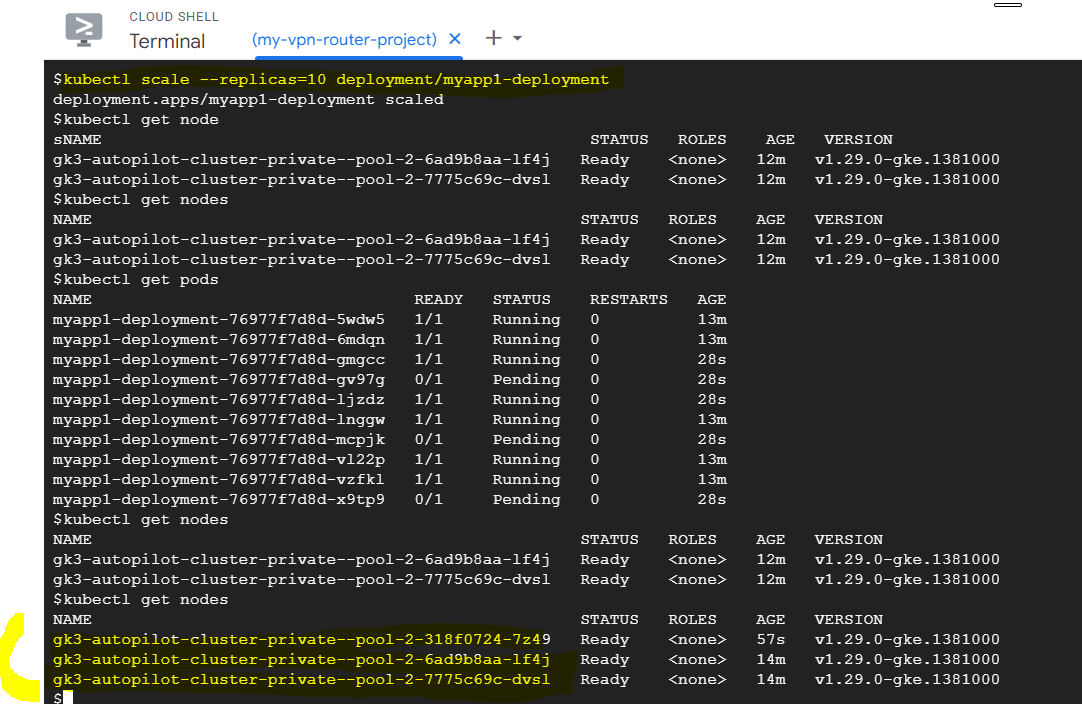 CLOUD SHELL
Terminal (my-vpn-router-project)
$kubectl scale --replicas=10 deployment/myapp1-deployment
deployment.apps/myapp1-deployment scaled
$kubectl get node
sNAME STATUS ROLES AGE VERSION
gk3-autopilot-cluster-private--pool-2-6ad9b8aa-lf4j Ready <none> 12m v1.29.0-gke.1381000
gk3-autopilot-cluster-private--pool-2-7775c69c-dvsl Ready <none> 12m v1.29.0-gke.1381000
$kubectl get nodes
NAME STATUS ROLES AGE VERSION
gk3-autopilot-cluster-private--pool-2-6ad9b8aa-lf4j Ready <none> 12m v1.29.0-gke.1381000
gk3-autopilot-cluster-private--pool-2-7775c69c-dvsl Ready <none> 12m v1.29.0-gke.1381000
$kubectl get pods
NAME READY STATUS RESTARTS AGE
myapp1-deployment-76977f7d8d-5wdw5 1/1 Running 0 13m
myapp1-deployment-76977f7d8d-6mdqn 1/1 Running 0 13m
myapp1-deployment-76977f7d8d-gmgcc 1/1 Running 0 28s
myapp1-deployment-76977f7d8d-gv97g 0/1 Pending 0 28s
myapp1-deployment-76977f7d8d-ljzdz 1/1 Running 0 28s
myapp1-deployment-76977f7d8d-lnggw 1/1 Running 0 13m
myapp1-deployment-76977f7d8d-mcpjk 0/1 Pending 0 28s
myapp1-deployment-76977f7d8d-vl22p 1/1 Running 0 13m
myapp1-deployment-76977f7d8d-vzfkl 1/1 Running 0 13m
myapp1-deployment-76977f7d8d-x9tp9 0/1 Pending 0 28s
$kubectl get nodes
NAME STATUS ROLES AGE VERSION
gk3-autopilot-cluster-private--pool-2-6ad9b8aa-lf4j Ready <none> 12m v1.29.0-gke.1381000
gk3-autopilot-cluster-private--pool-2-7775c69c-dvsl Ready <none> 12m v1.29.0-gke.1381000
$kubectl get nodes
NAME STATUS ROLES AGE VERSION
gk3-autopilot-cluster-private--pool-2-318f0724-7z49 Ready <none> 57s v1.29.0-gke.1381000
gk3-autopilot-cluster-private--pool-2-6ad9b8aa-lf4j Ready <none> 14m v1.29.0-gke.1381000
gk3-autopilot-cluster-private--pool-2-7775c69c-dvsl Ready <none> 14m v1.29.0-gke.1381000
$